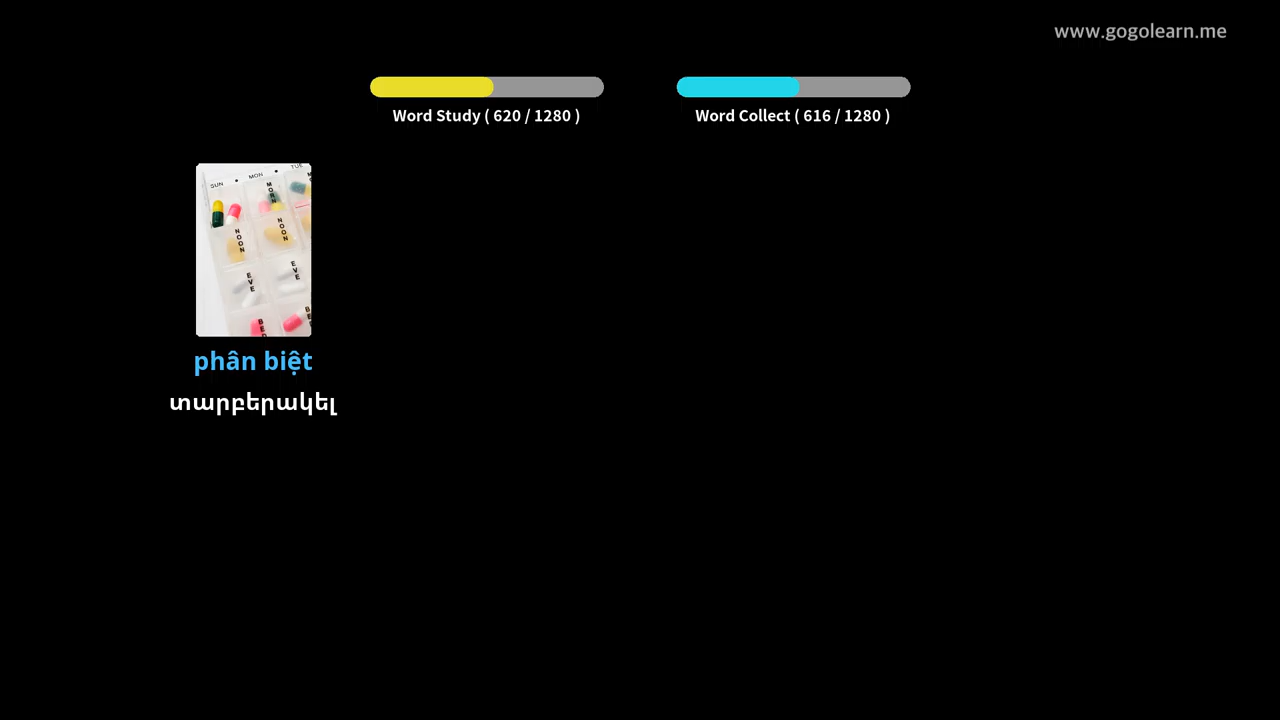 www.gogolearn.me
Word Study ( 620 / 1280 )
Word Collect ( 616 / 1280 )
SUN • MON • TUE
MORN
NOON
NOON
EVE
EVE
BED
phân biệt
տարբերակել